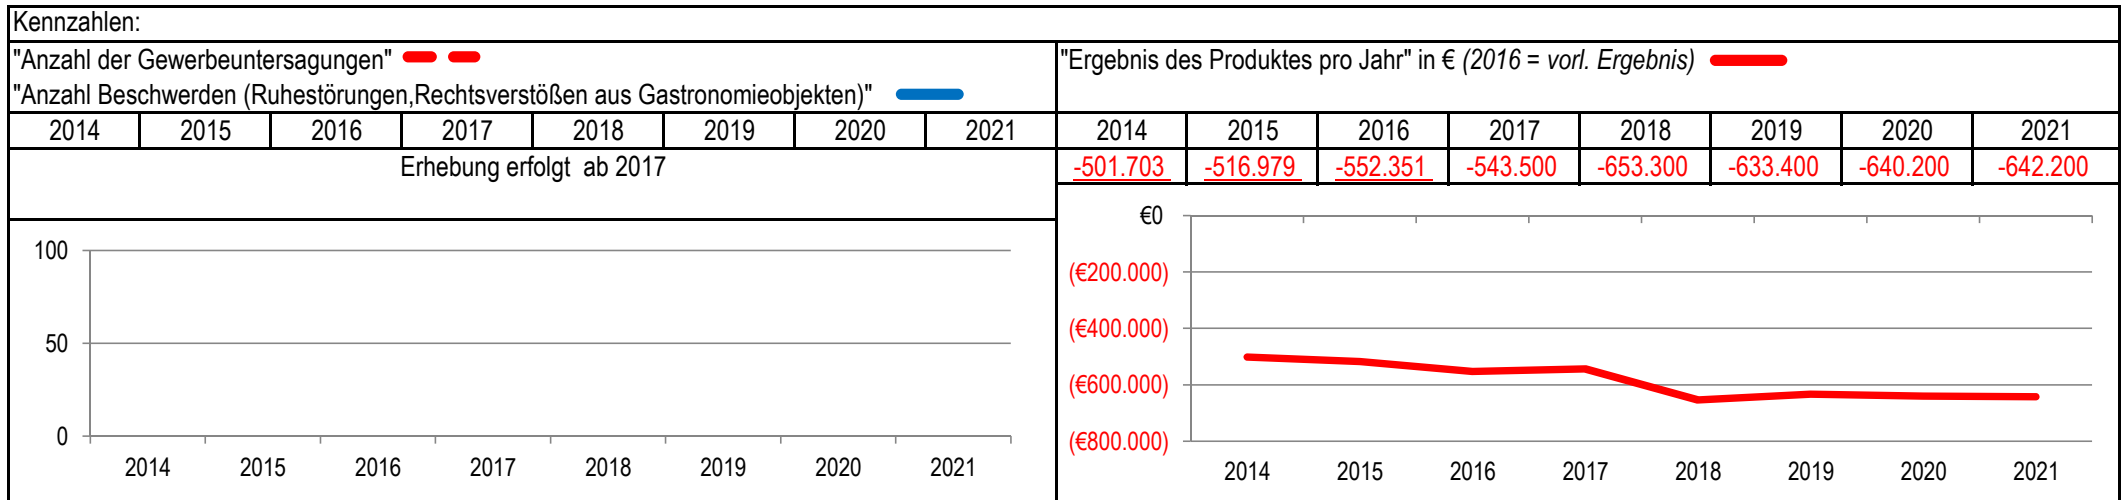 Kennzahlen:
"Anzahl der Gewerbeuntersagungen"
"Anzahl Beschwerden (Ruhestörungen,Rechtsverstößen aus Gastronomieobjekten)"
2014 2015 2016 2017 2018 2019 2020 2021
Erhebung erfolgt ab 2017
100
50
0
2014 2015 2016 2017 2018 2019 2020 2021
"Ergebnis des Produktes pro Jahr" in € (2016 = vorl. Ergebnis)
2014 2015 2016 2017 2018 2019 2020 2021
-501.703 -516.979 -552.351 -543.500 -653.300 -633.400 -640.200 -642.200
€0
(€200.000)
(€400.000)
(€600.000)
(€800.000)
2014 2015 2016 2017 2018 2019 2020 2021